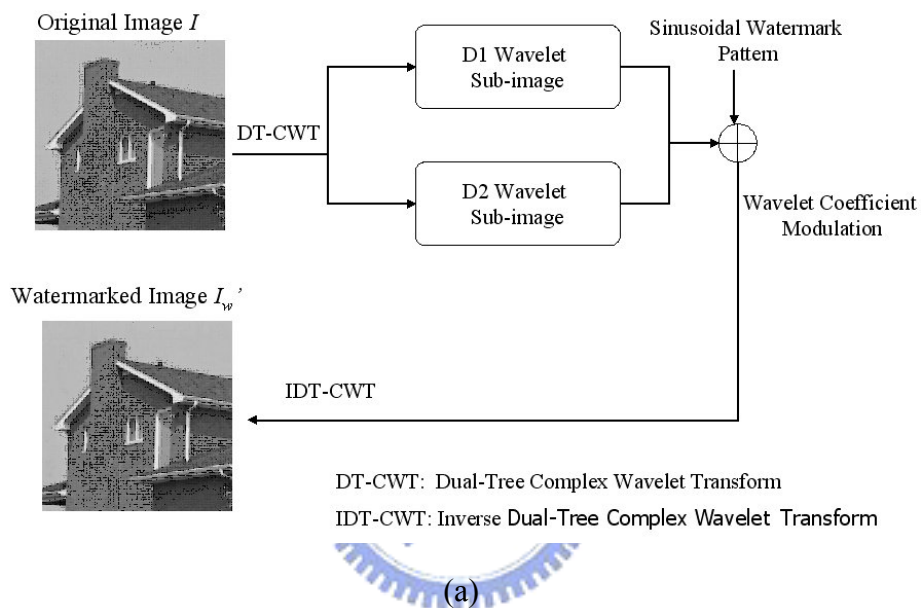 Original Image I
DT-CWT
D1 Wavelet
Sub-image
D2 Wavelet
Sub-image
Sinusoidal Watermark
Pattern
Wavelet Coefficient
Modulation
Watermarked Image Iw’
IDT-CWT
DT-CWT: Dual-Tree Complex Wavelet Transform
IDT-CWT: Inverse Dual-Tree Complex Wavelet Transform
(a)